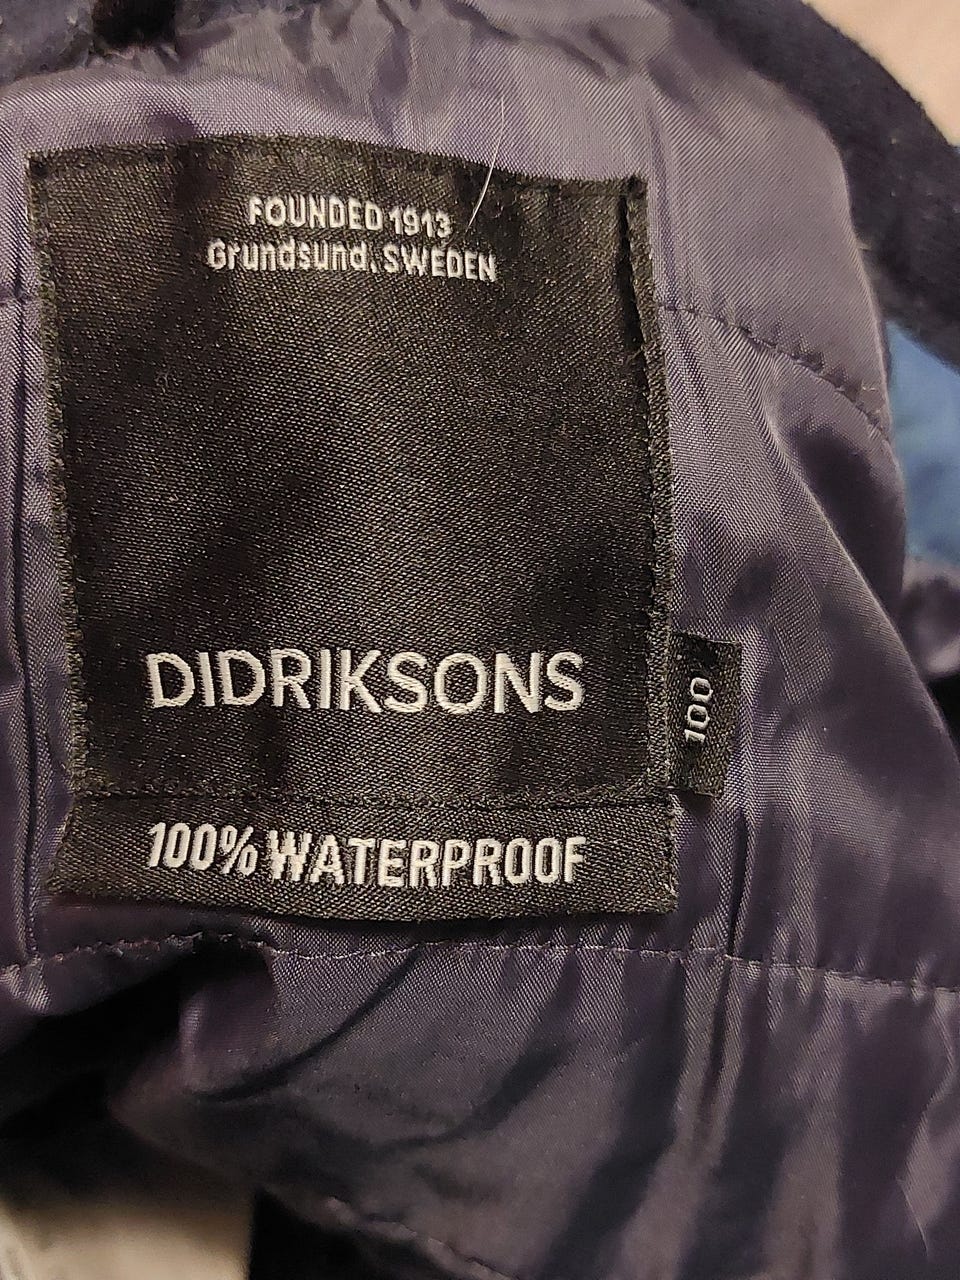 FOUNDED 1913
Grundsund. SWEDEN
DIDRIKSONS
100
100% WATERPROOF